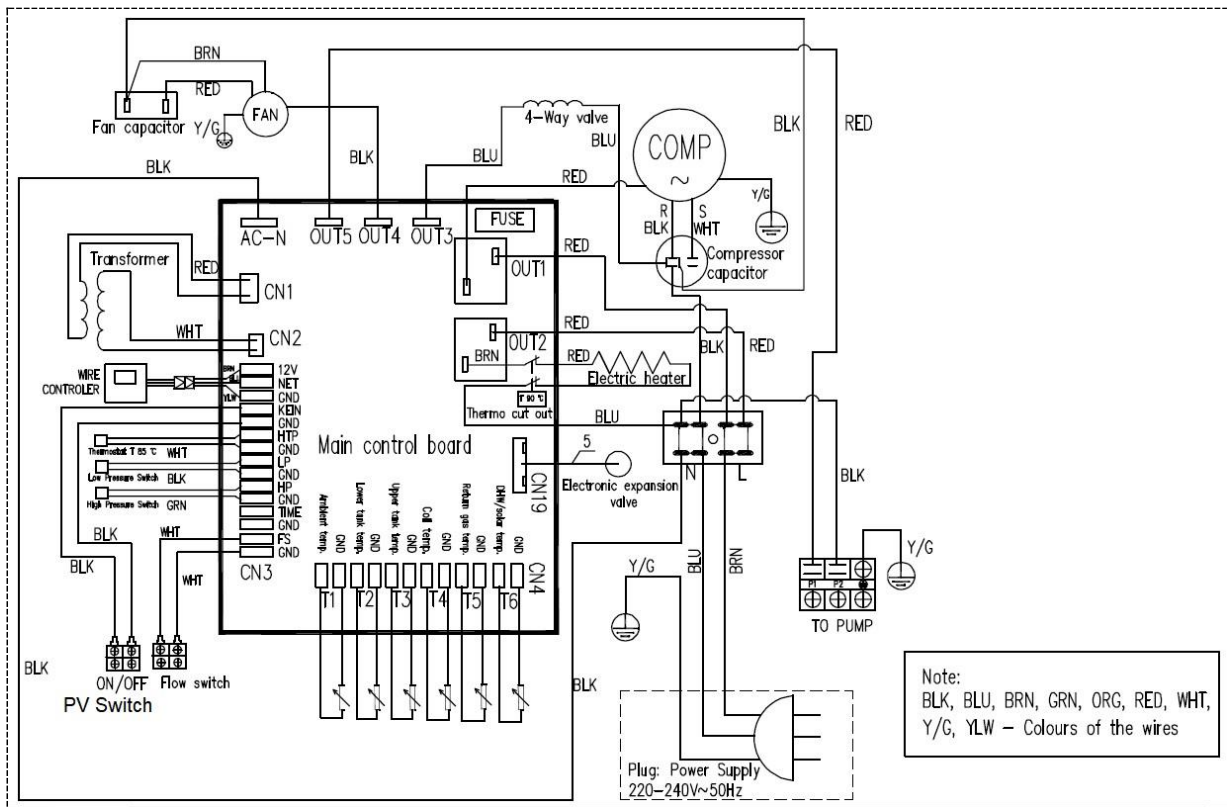 BRN
RED
Fan capacitor
Y/G
FAN
BLK
BLK
BLU
4-Way valve
BLU
RED
COMP
~
R
BLK
S
WHT
Y/G
Compressor
capacitor
BLK
RED
AC-N
OUT5
OUT4
OUT3
FUSE
OUT1
RED
Transformer
RED
CN1
WHT
CN2
OUT2
RED
BRN
RED
Electric heater
T 90 ℃
Thermo cut out
BLK
RED
BLU
WIRE
CONTROLER
BRN
BLU
YLW
12V
NET
GND
KEIN
GND
HTP
GND
LP
GND
HP
GND
TIME
GND
FS
GND
CN3
Thermostat T 85 ℃
WHT
Low Pressure Switch
BLK
High Pressure Switch
GRN
WHT
BLK
BLK
WHT
Main control board
CN19
5
Electronic expansion
valve
N
L
BLK
Ambient temp.
GND
Lower tank temp.
GND
Upper tank temp.
GND
Coil temp.
GND
Return gas temp.
GND
DHW/solar temp.
GND
CN4
T1
T2
T3
T4
T5
T6
BLU
BRN
Y/G
Y/G
P1
P2
TO PUMP
BLK
ON/OFF
Flow switch
PV Switch
BLK
Plug: Power Supply
220-240V~50Hz
Note:
BLK, BLU, BRN, GRN, ORG, RED, WHT,
Y/G, YLW – Colours of the wires